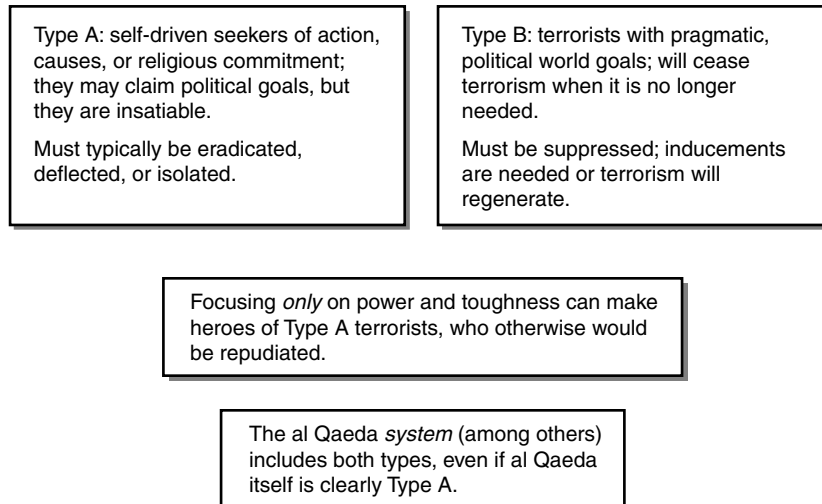 Type A: self-driven seekers of action,
causes, or religious commitment;
they may claim political goals, but
they are insatiable.
Must typically be eradicated,
deflected, or isolated.
Type B: terrorists with pragmatic,
political world goals; will cease
terrorism when it is no longer
needed.
Must be suppressed; inducements
are needed or terrorism will
regenerate.
Focusing only on power and toughness can make
heroes of Type A terrorists, who otherwise would
be repudiated.
The al Qaeda system (among others)
includes both types, even if al Qaeda
itself is clearly Type A.